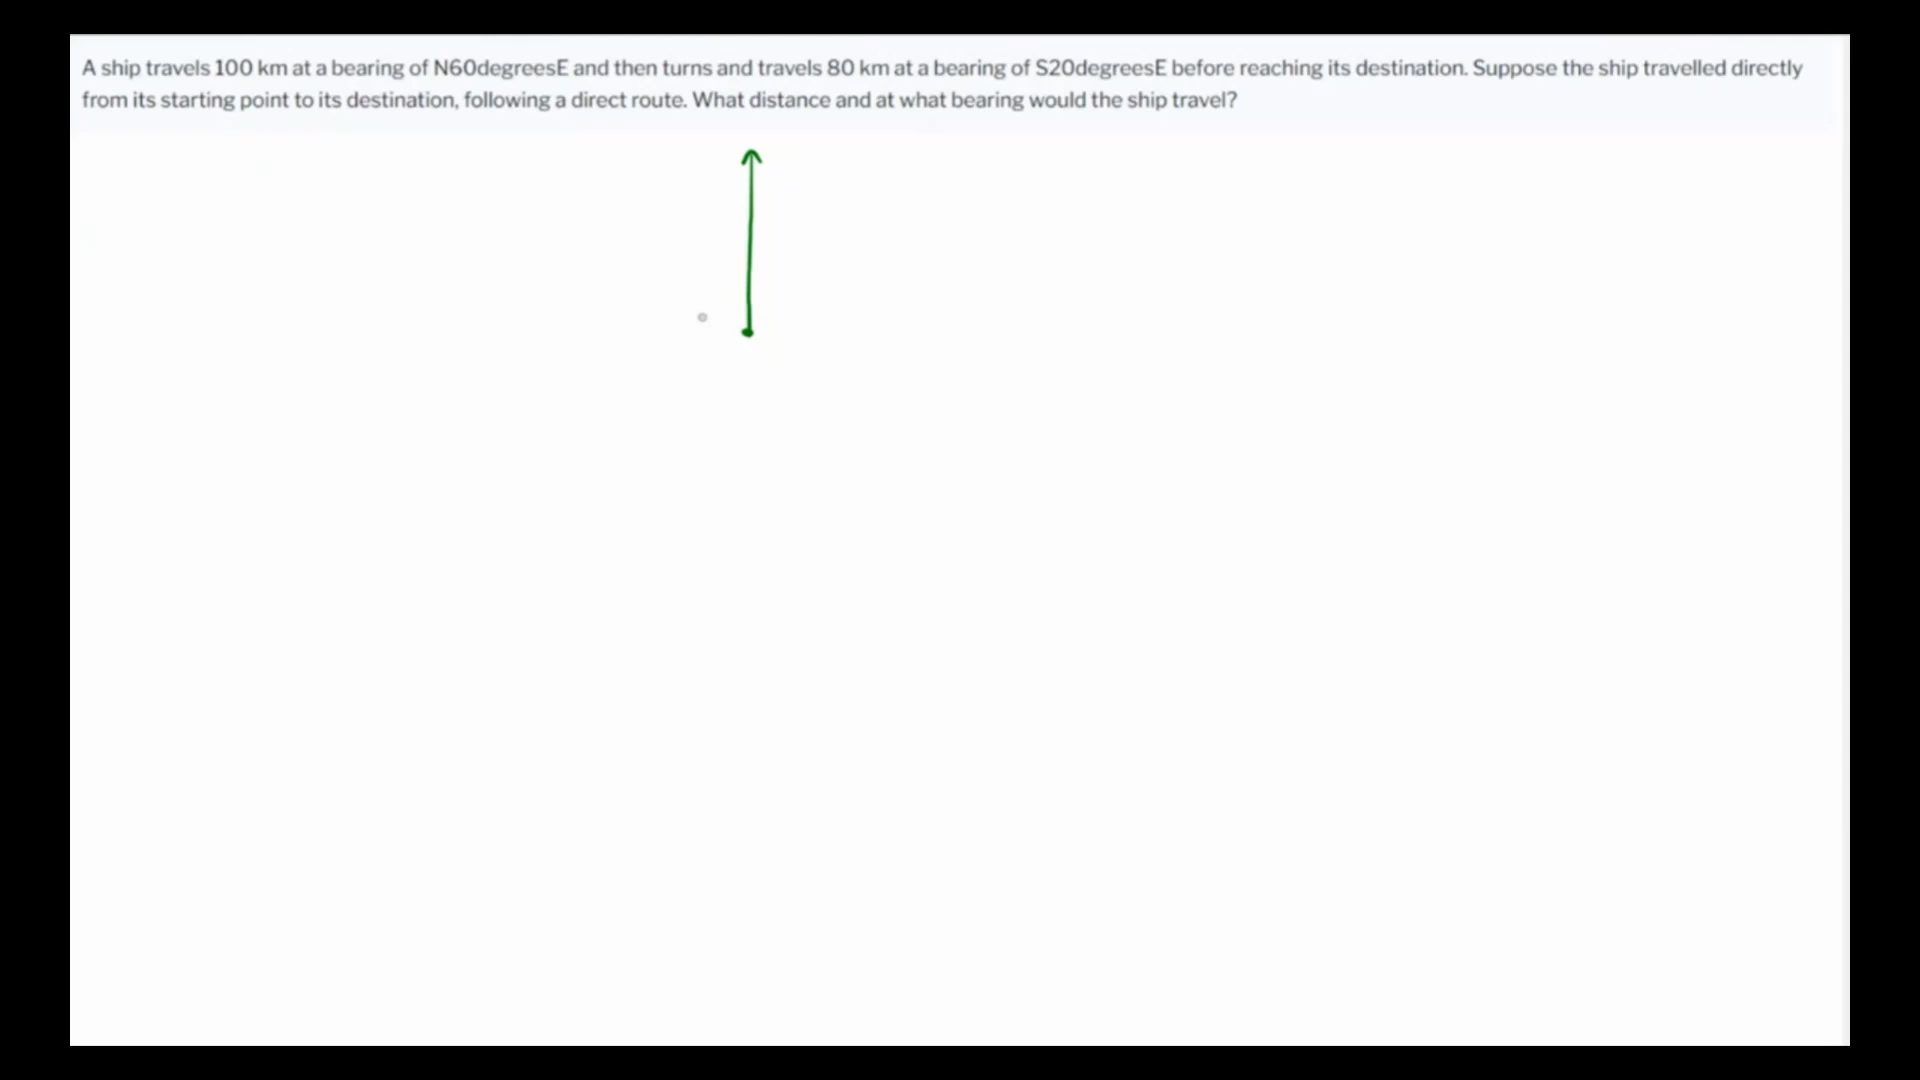 A ship travels 100 km at a bearing of N60degreesE and then turns and travels 80 km at a bearing of S20degreesE before reaching its destination. Suppose the ship travelled directly
from its starting point to its destination, following a direct route. What distance and at what bearing would the ship travel?